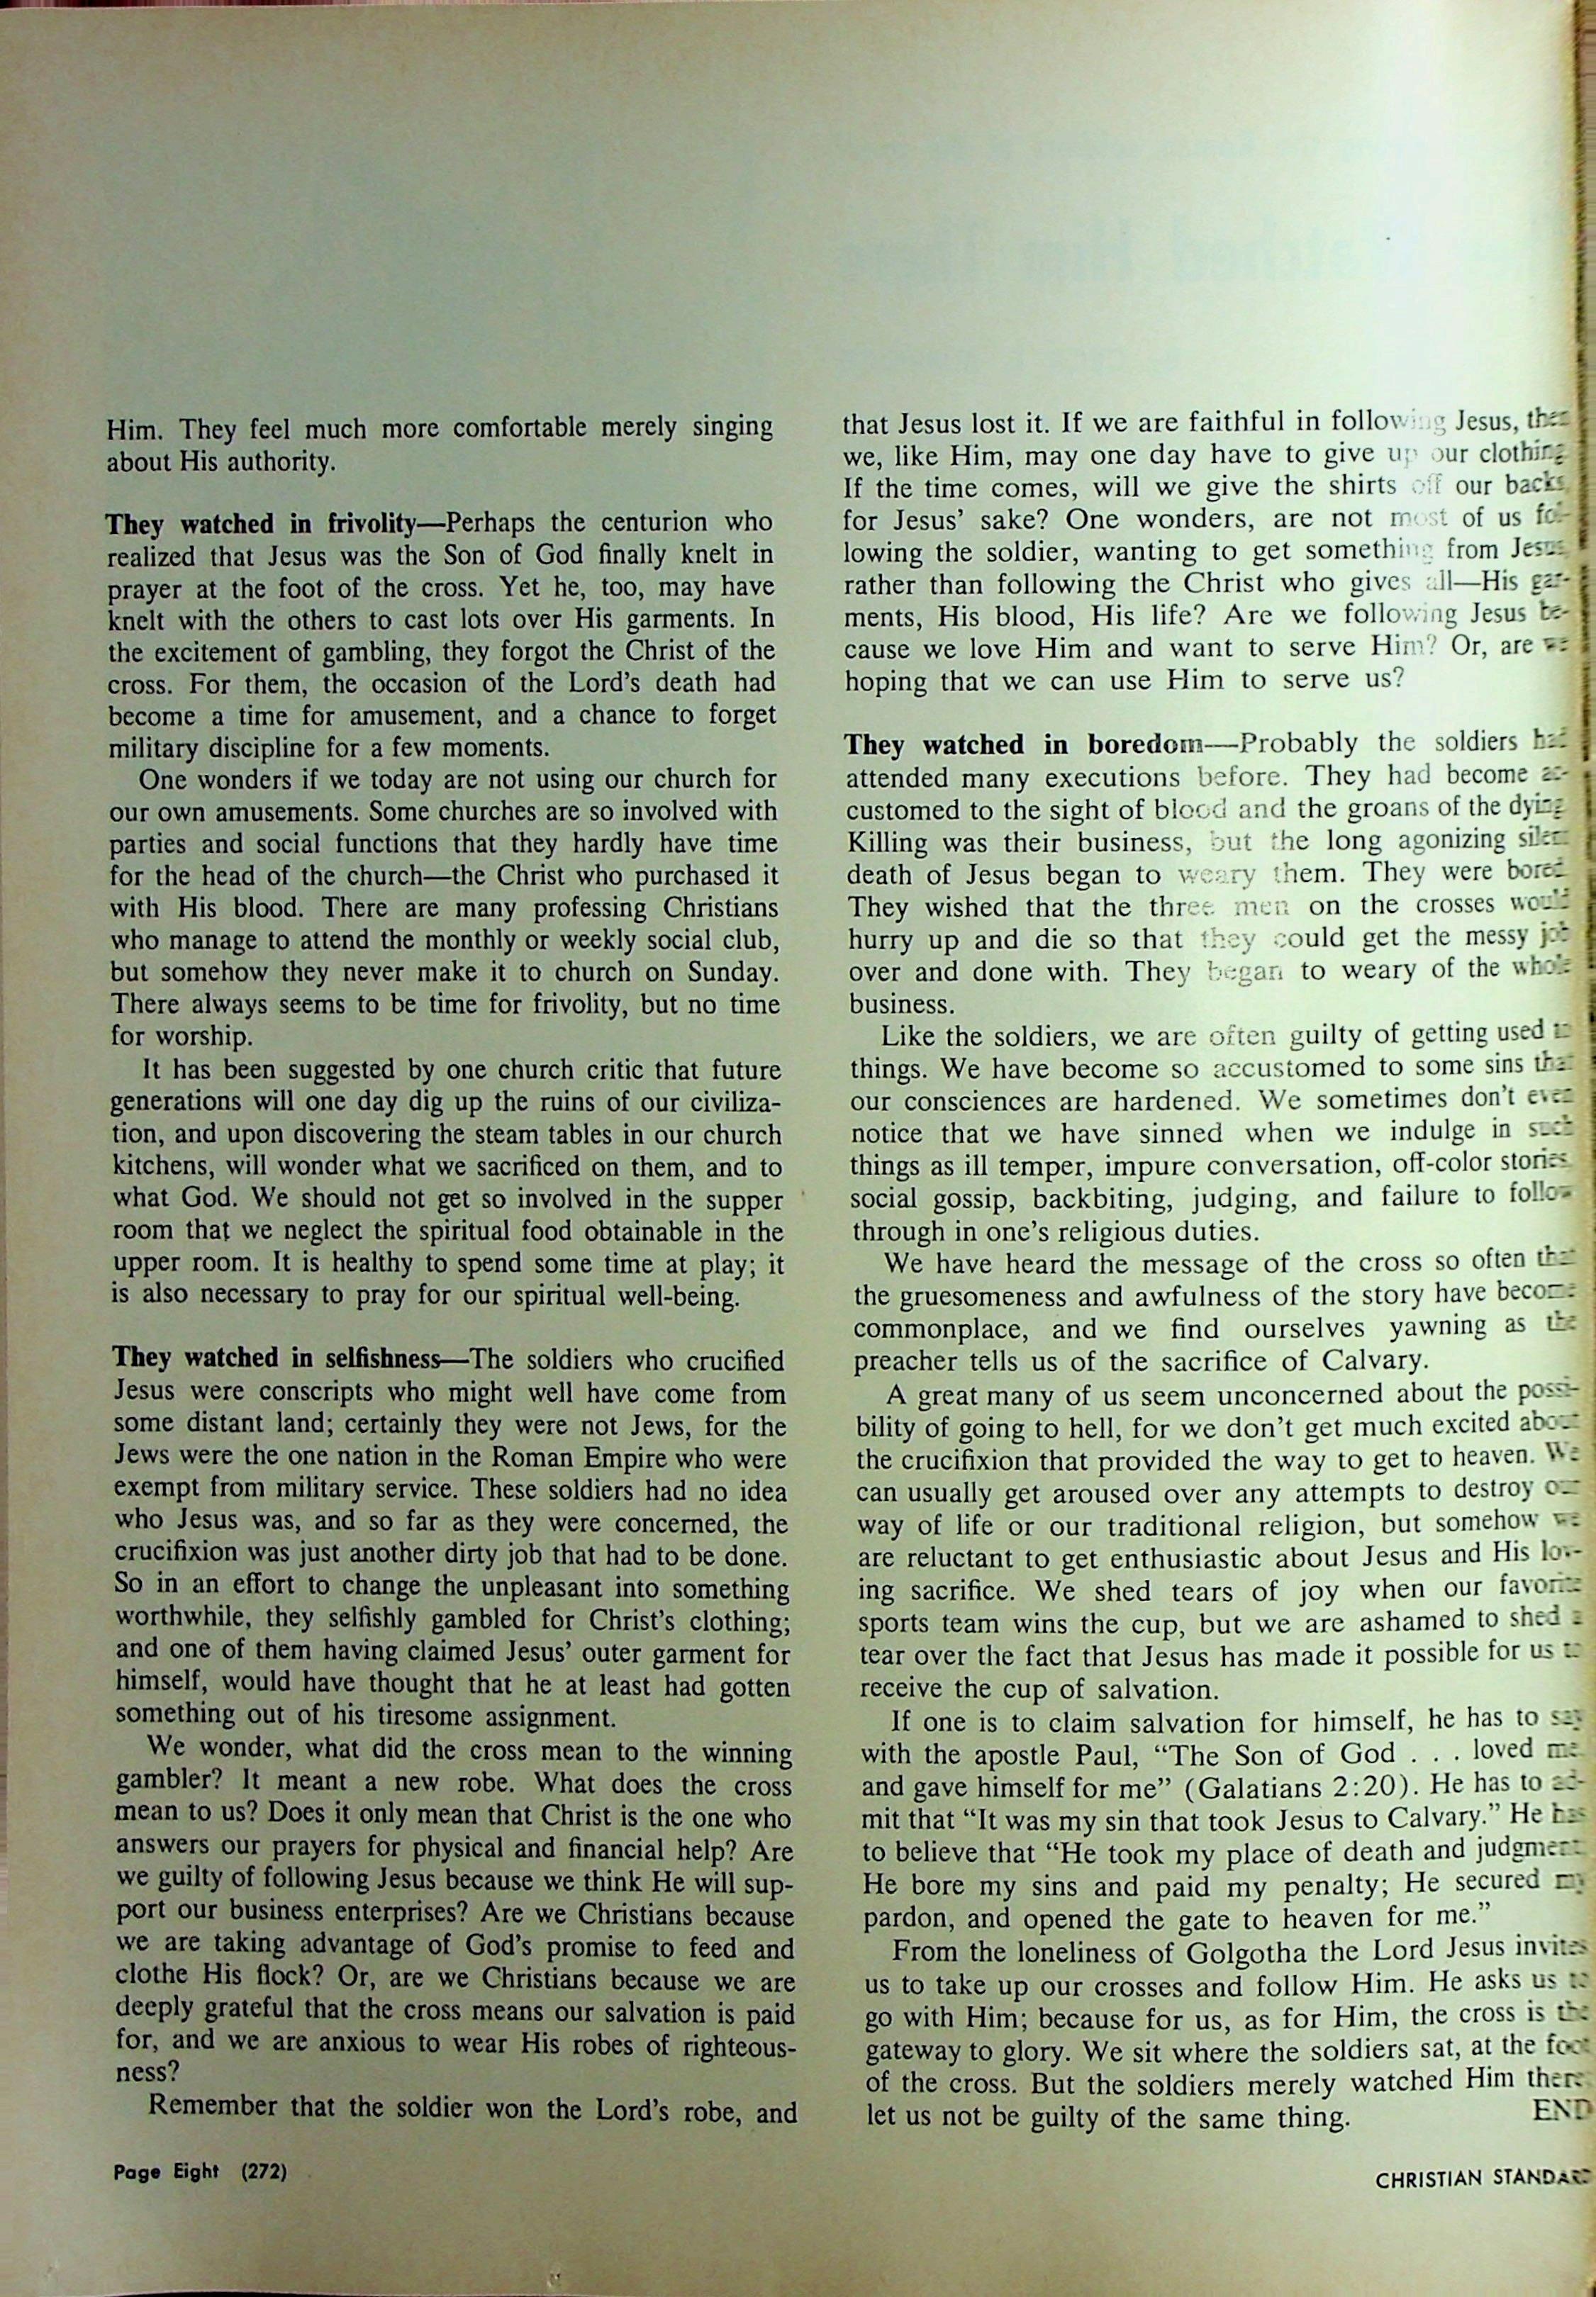 Him. They feel much more comfortable merely singing
about His authority.
They watched in frivolity—Perhaps the centurion who
realized that Jesus was the Son of God finally knelt in
prayer at the foot of the cross. Yet he, too, may have
knelt with the others to cast lots over His garments. In
the excitement of gambling, they forgot the Christ of the
cross. For them, the occasion of the Lord's death had
become a time for amusement, and a chance to forget
military discipline for a few moments.
One wonders if we today are not using our church for
our own amusements. Some churches are so involved with
parties and social functions that they hardly have time
for the head of the church—the Christ who purchased it
with His blood. There are many professing Christians
who manage to attend the monthly or weekly social club,
but somehow they never make it to church on Sunday.
There always seems to be time for frivolity, but no time
for worship.
It has been suggested by one church critic that future
generations will one day dig up the ruins of our civiliza-
tion, and upon discovering the steam tables in our church
kitchens, will wonder what we sacrificed on them, and to
what God. We should not get so involved in the supper
room that we neglect the spiritual food obtainable in the
upper room. It is healthy to spend some time at play; it
is also necessary to pray for our spiritual well-being.
They watched in selfishness—The soldiers who crucified
Jesus were conscripts who might well have come from
some distant land; certainly they were not Jews, for the
Jews were the one nation in the Roman Empire who were
exempt from military service. These soldiers had no idea
who Jesus was, and so far as they were concerned, the
crucifixion was just another dirty job that had to be done.
So in an effort to change the unpleasant into something
worthwhile, they selfishly gambled for Christ's clothing;
and one of them having claimed Jesus' outer garment for
himself, would have thought that he at least had gotten
something out of his tiresome assignment.
We wonder, what did the cross mean to the winning
gambler? It meant a new robe. What does the cross
mean to us? Does it only mean that Christ is the one who
answers our prayers for physical and financial help? Are
we guilty of following Jesus because we think He will sup-
port our business enterprises? Are we Christians because
we are taking advantage of God's promise to feed and
clothe His flock? Or, are we Christians because we are
deeply grateful that the cross means our salvation is paid
for, and we are anxious to wear His robes of righteous-
ness?
Remember that the soldier won the Lord's robe, and
that Jesus lost it. If we are faithful in following Jesus, then
we, like Him, may one day have to give up our clothing
If the time comes, will we give the shirts off our backs
for Jesus' sake? One wonders, are not most of us fol-
lowing the soldier, wanting to get something from Jesus
rather than following the Christ who gives all—His gar-
ments, His blood, His life? Are we following Jesus be-
cause we love Him and want to serve Him? Or, are we
hoping that we can use Him to serve us?
They watched in boredom—Probably the soldiers had
attended many executions before. They had become ac-
customed to the sight of blood and the groans of the dying
Killing was their business, but the long agonizing silent
death of Jesus began to weary them. They were bored
They wished that the three men on the crosses would
hurry up and die so that they could get the messy job
over and done with. They began to weary of the whole
business.
Like the soldiers, we are often guilty of getting used to
things. We have become so accustomed to some sins that
our consciences are hardened. We sometimes don't even
notice that we have sinned when we indulge in such
things as ill temper, impure conversation, off-color stories
social gossip, backbiting, judging, and failure to follow
through in one's religious duties.
We have heard the message of the cross so often that
the gruesomeness and awfulness of the story have become
commonplace, and we find ourselves yawning as the
preacher tells us of the sacrifice of Calvary.
A great many of us seem unconcerned about the possi-
bility of going to hell, for we don't get much excited about
the crucifixion that provided the way to get to heaven. We
can usually get aroused over any attempts to destroy our
way of life or our traditional religion, but somehow we
are reluctant to get enthusiastic about Jesus and His lov-
ing sacrifice. We shed tears of joy when our favorite
sports team wins the cup, but we are ashamed to shed a
tear over the fact that Jesus has made it possible for us to
receive the cup of salvation.
If one is to claim salvation for himself, he has to say
with the apostle Paul, "The Son of God . . . loved me
and gave himself for me" (Galatians 2:20). He has to ad-
mit that "It was my sin that took Jesus to Calvary." He has
to believe that "He took my place of death and judgment
He bore my sins and paid my penalty; He secured my
pardon, and opened the gate to heaven for me."
From the loneliness of Golgotha the Lord Jesus invites
us to take up our crosses and follow Him. He asks us to
go with Him; because for us, as for Him, the cross is the
gateway to glory. We sit where the soldiers sat, at the foot
of the cross. But the soldiers merely watched Him there
let us not be guilty of the same thing. END
Page Eight (272)
CHRISTIAN STANDARD